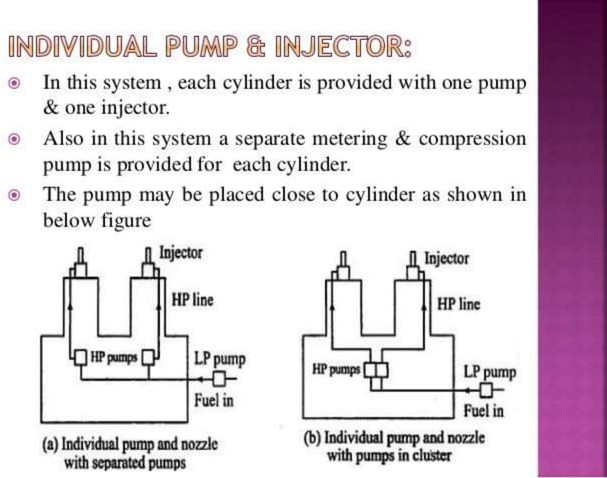 INDIVIDUAL PUMP & INJECTOR:
In this system , each cylinder is provided with one pump
& one injector.
Also in this system a separate metering & compression
pump is provided for each cylinder.
The pump may be placed close to cylinder as shown in
below figure
Injector
HP line
HP pumps
LP pump
Fuel in
(a) Individual pump and nozzle
with separated pumps
Injector
HP line
HP pumps
LP pump
Fuel in
(b) Individual pump and nozzle
with pumps in cluster